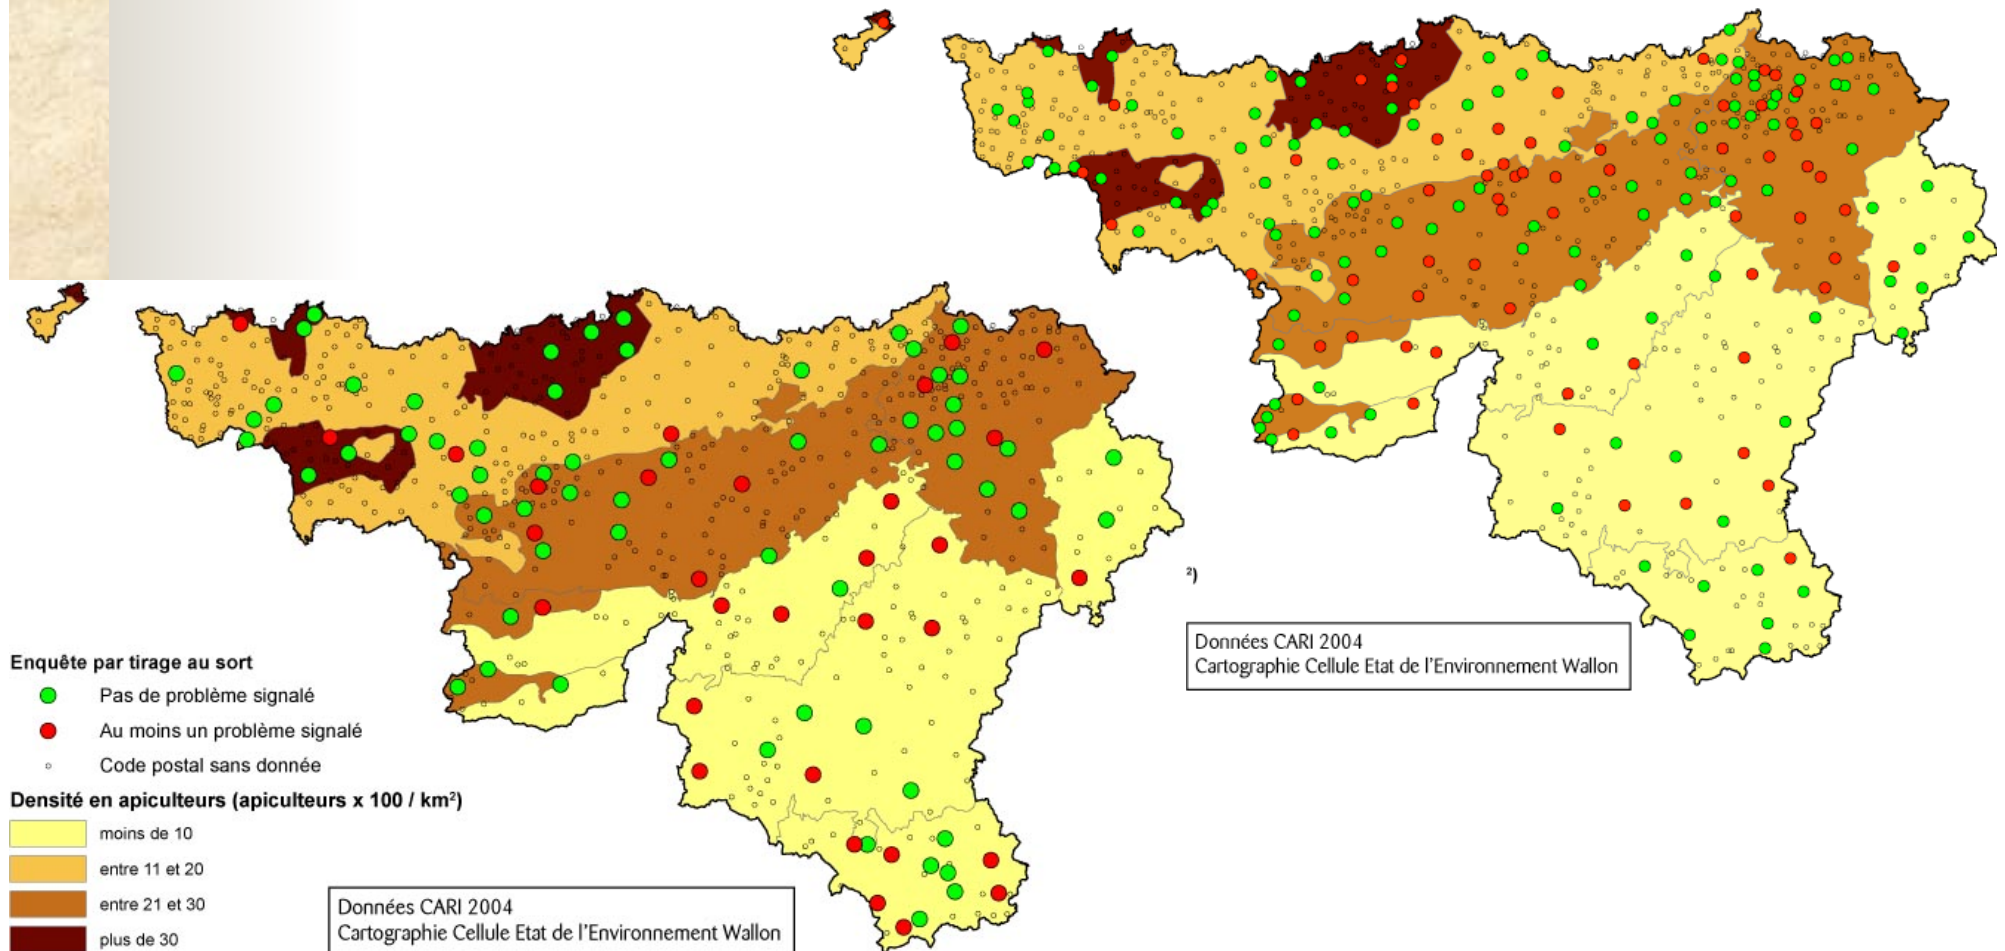 ²)
Données CARI 2004
Cartographie Cellule Etat de l'Environnement Wallon
Enquête par tirage au sort
Pas de problème signalé
Au moins un problème signalé
Code postal sans donnée
Densité en apiculteurs (apiculteurs x 100 / km²)
moins de 10
entre 11 et 20
entre 21 et 30
plus de 30
Données CARI 2004
Cartographie Cellule Etat de l'Environnement Wallon